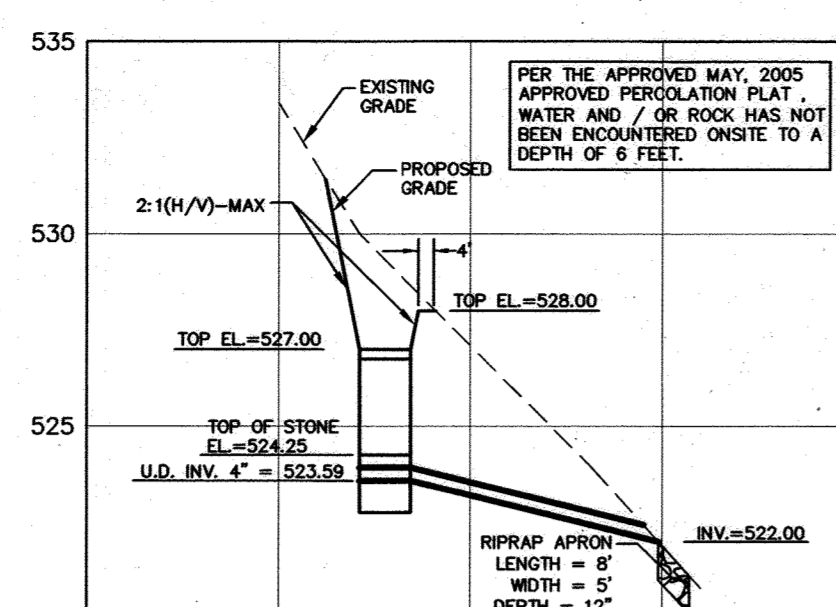 535
EXISTING
GRADE
PER THE APPROVED MAY, 2005
APPROVED PERCOLATION PLAT ,
WATER AND / OR ROCK HAS NOT
BEEN ENCOUNTERED ONSITE TO A
DEPTH OF 6 FEET.
PROPOSED
GRADE
2:1(H/V)-MAX
530
4'
TOP EL.=528.00
TOP EL.=527.00
525
TOP OF STONE
EL.=524.25
U.D. INV. 4" = 523.59
INV.=522.00
RIPRAP APRON
LENGTH = 8'
WIDTH = 5'
DEPTH = 12"